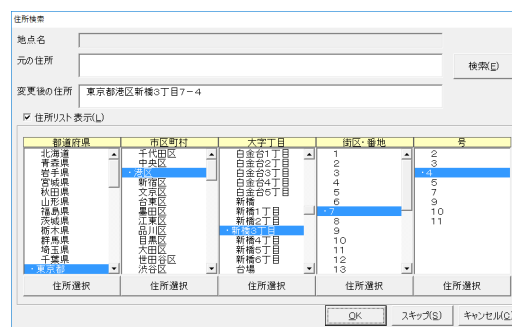 住所検索
地点名
元の住所
検索(E)
変更後の住所 東京都港区新橋3丁目7-4
住所リスト表示(L)
都道府県 市区町村 大字丁目 街区・番地 号
北海道 千代田区 白金台1丁目 1 2
青森県 中央区 白金台2丁目 2 3
岩手県 ・港区 白金台3丁目 3 ・4
宮城県 新宿区 白金台4丁目 4 5
秋田県 文京区 白金台5丁目 5 7
山形県 台東区 新橋 6 9
福島県 墨田区 新橋1丁目 ・7 10
茨城県 江東区 新橋2丁目 8 11
栃木県 品川区 ・新橋3丁目 9
群馬県 目黒区 新橋4丁目 10
埼玉県 大田区 新橋5丁目 11
千葉県 世田谷区 新橋6丁目 12
・東京都 渋谷区 台場 13
住所選択 住所選択 住所選択 住所選択 住所選択
OK スキップ(S) キャンセル(C